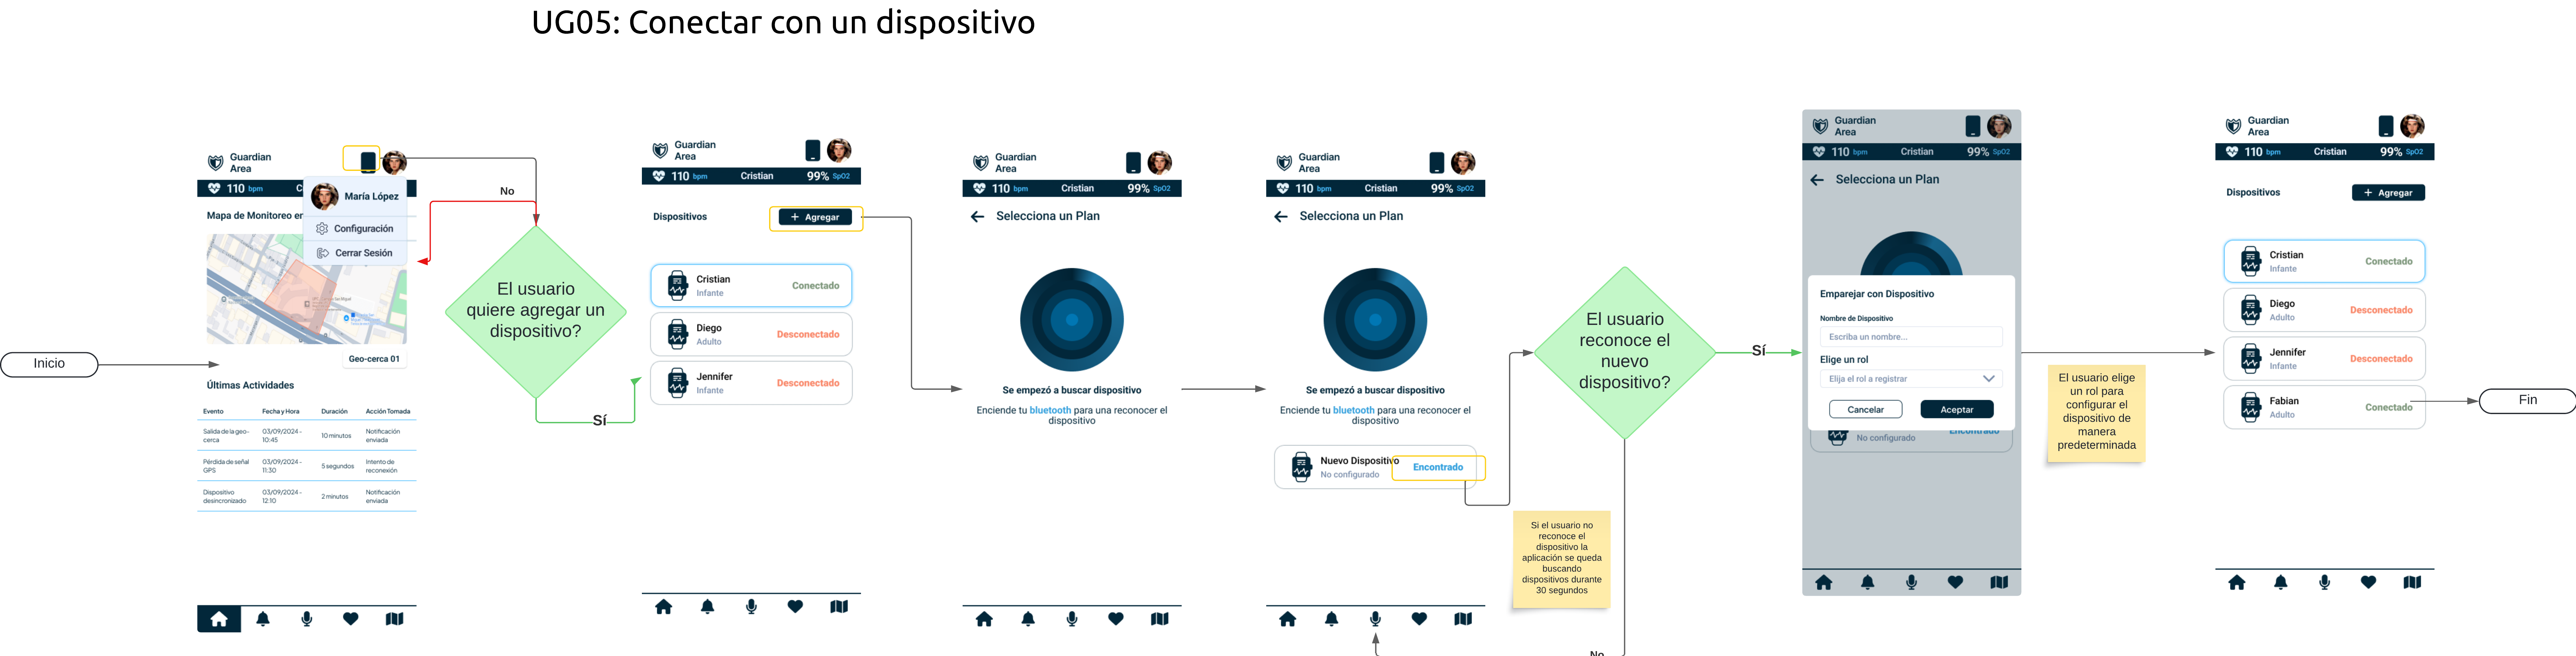 UG05: Conectar con un dispositivo
Inicio
Guardian
Area
110 bpm
C
María López
Configuración
Cerrar Sesión
Mapa de Monitoreo en
Geo-cerca 01
Últimas Actividades
Evento Fecha y Hora Duración Acción Tomada
Salida de la geo-
cerca
03/09/2024 -
10:45
10 minutos
Notificación
enviada
Pérdida de señal
GPS
03/09/2024 -
11:30
5 segundos
Intento de
reconexión
Dispositivo
desincronizado
03/09/2024 -
12:10
2 minutos
Notificación
enviada
No
El usuario
quiere agregar un
dispositivo?
Sí
Guardian
Area
110 bpm Cristian 99% SpO2
Dispositivos + Agregar
Cristian
Infante
Conectado
Diego
Adulto
Desconectado
Jennifer
Infante
Desconectado
Guardian
Area
110 bpm Cristian 99% SpO2
Selecciona un Plan
Se empezó a buscar dispositivo
Enciende tu bluetooth para una reconocer el
dispositivo
Guardian
Area
110 bpm Cristian 99% SpO2
Selecciona un Plan
Se empezó a buscar dispositivo
Enciende tu bluetooth para una reconocer el
dispositivo
Nuevo Dispositivo
No configurado
Encontrado
Si el usuario no
reconoce el
dispositivo la
aplicación se queda
buscando
dispositivos durante
30 segundos
El usuario
reconoce el
nuevo
dispositivo?
No
Sí
Guardian
Area
110 bpm Cristian 99% SpO2
Selecciona un Plan
Emparejar con Dispositivo
Nombre de Dispositivo
Escriba un nombre...
Elige un rol
Elija el rol a registrar
Cancelar Aceptar
No configurado
Encontrado
El usuario elige
un rol para
configurar el
dispositivo de
manera
predeterminada
Guardian
Area
110 bpm Cristian 99% SpO2
Dispositivos + Agregar
Cristian
Infante
Conectado
Diego
Adulto
Desconectado
Jennifer
Infante
Desconectado
Fabian
Adulto
Conectado
Fin